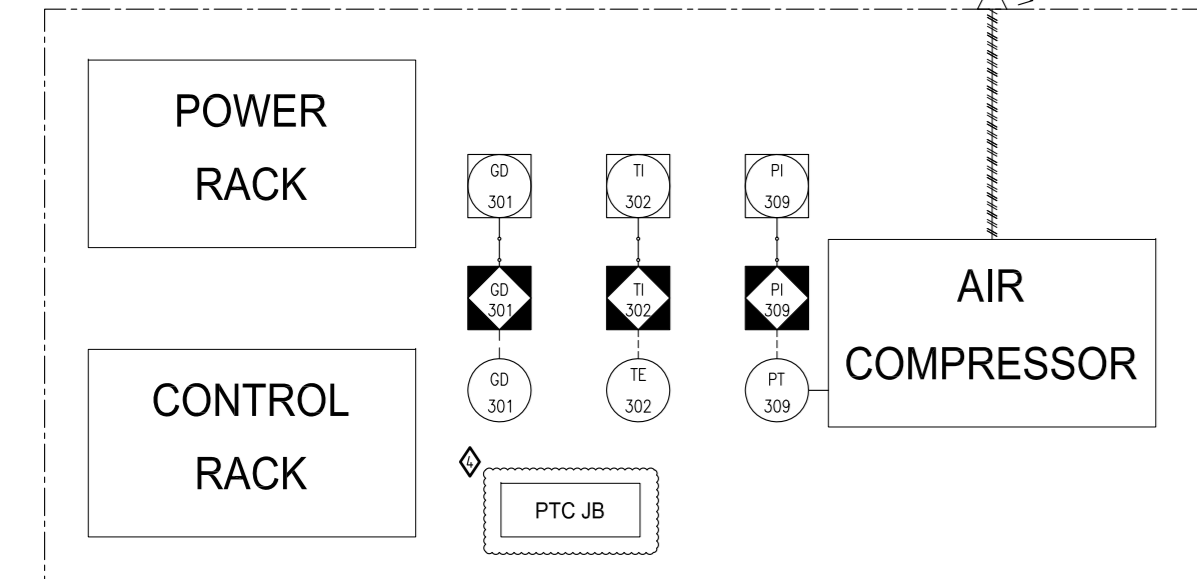 POWER
RACK
GD
301
TI
302
PI
309
GD
301
TI
302
PI
309
AIR
COMPRESSOR
CONTROL
RACK
GD
301
TE
302
PT
309
4
PTC JB